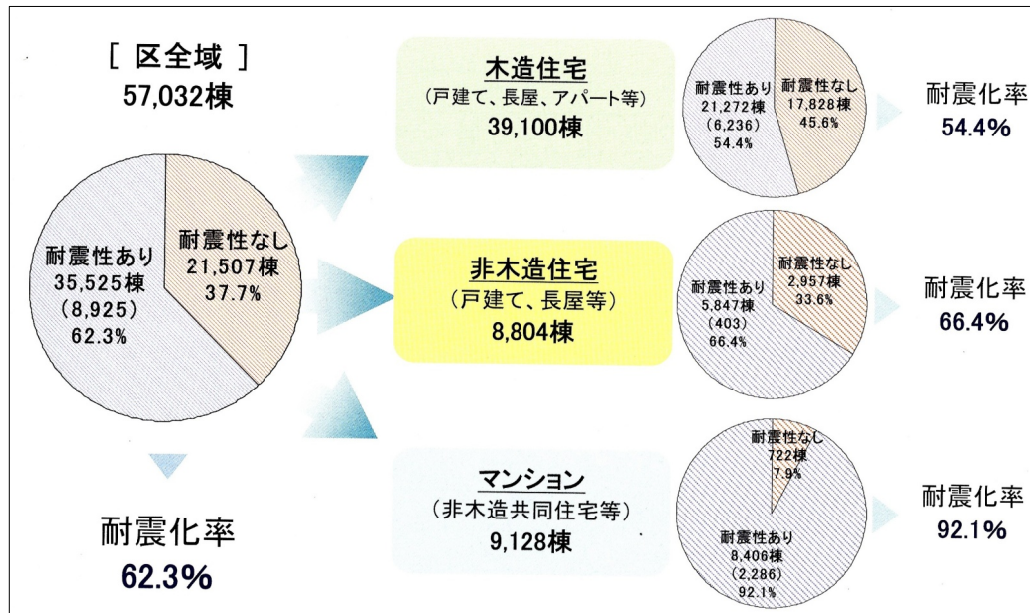 [ 区全域 ]
57,032棟
耐震性あり
35,525棟
(8,925)
62.3%
耐震性なし
21,507棟
37.7%
耐震化率
62.3%
木造住宅
(戸建て、長屋、アパート等)
39,100棟
耐震性あり
21,272棟
(6,236)
54.4%
耐震性なし
17,828棟
45.6%
耐震化率
54.4%
非木造住宅
(戸建て、長屋等)
8,804棟
耐震性あり
5,847棟
(403)
66.4%
耐震性なし
2,957棟
33.6%
耐震化率
66.4%
マンション
(非木造共同住宅等)
9,128棟
耐震性なし
722棟
7.9%
耐震性あり
8,406棟
(2,286)
92.1%
耐震化率
92.1%